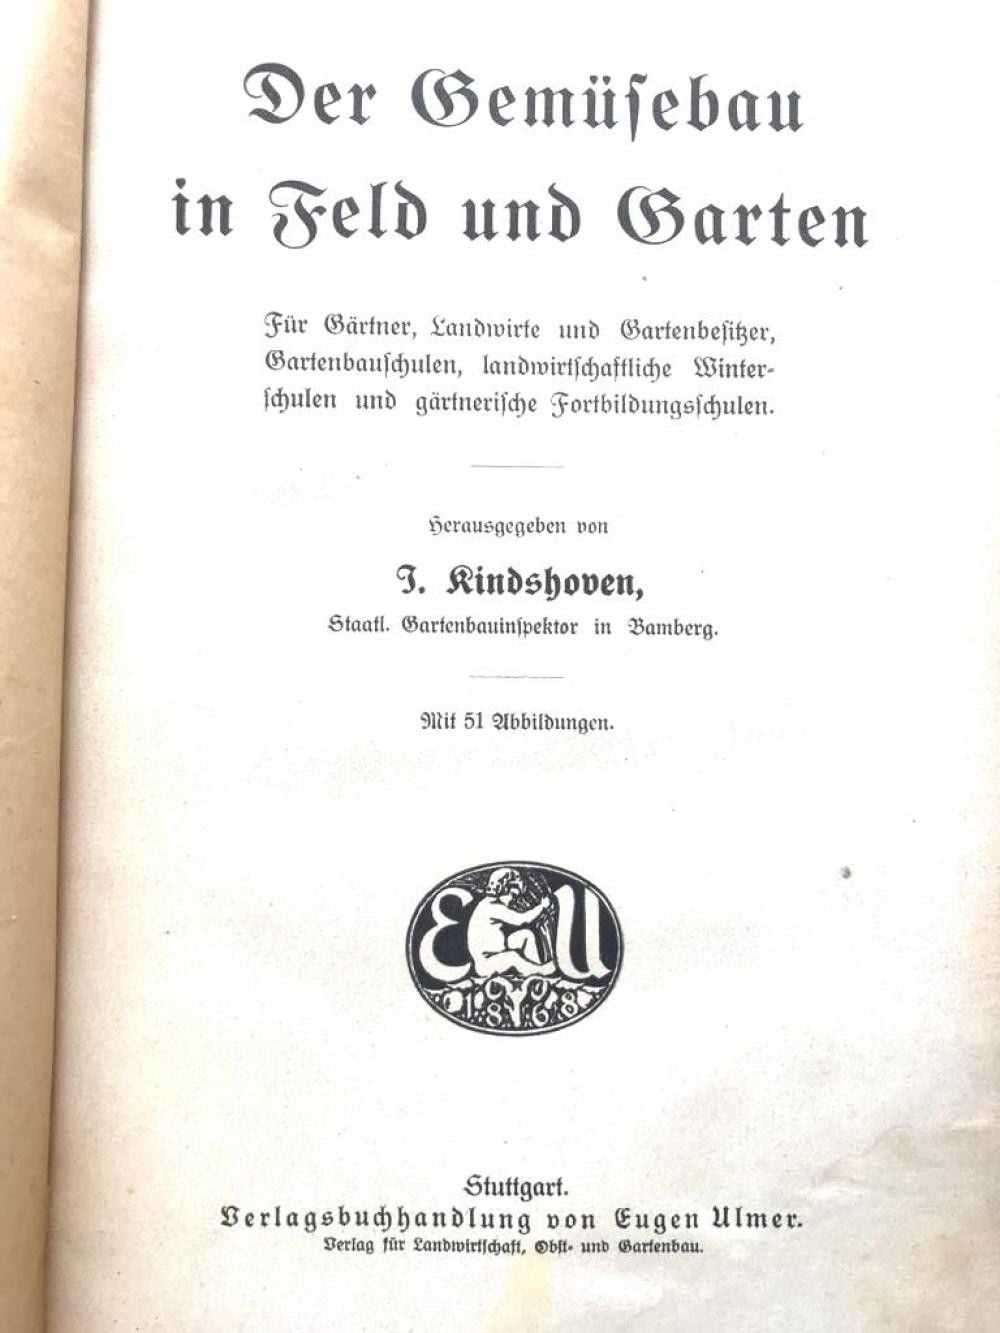 Der Gemüſebau
in Feld und Garten
Für Gärtner, Landwirte und Gartenbeſitzer,
Gartenbauſchulen, landwirtſchaftliche Winter-
ſchulen und gärtneriſche Fortbildungsſchulen.
Herausgegeben von
J. Kindshoven,
Staatl. Gartenbauinſpektor in Bamberg.
Mit 51 Abbildungen.
E U
1868
Stuttgart.
Verlagsbuchhandlung von Eugen Ulmer.
Verlag für Landwirtſchaft, Obſt- und Gartenbau.